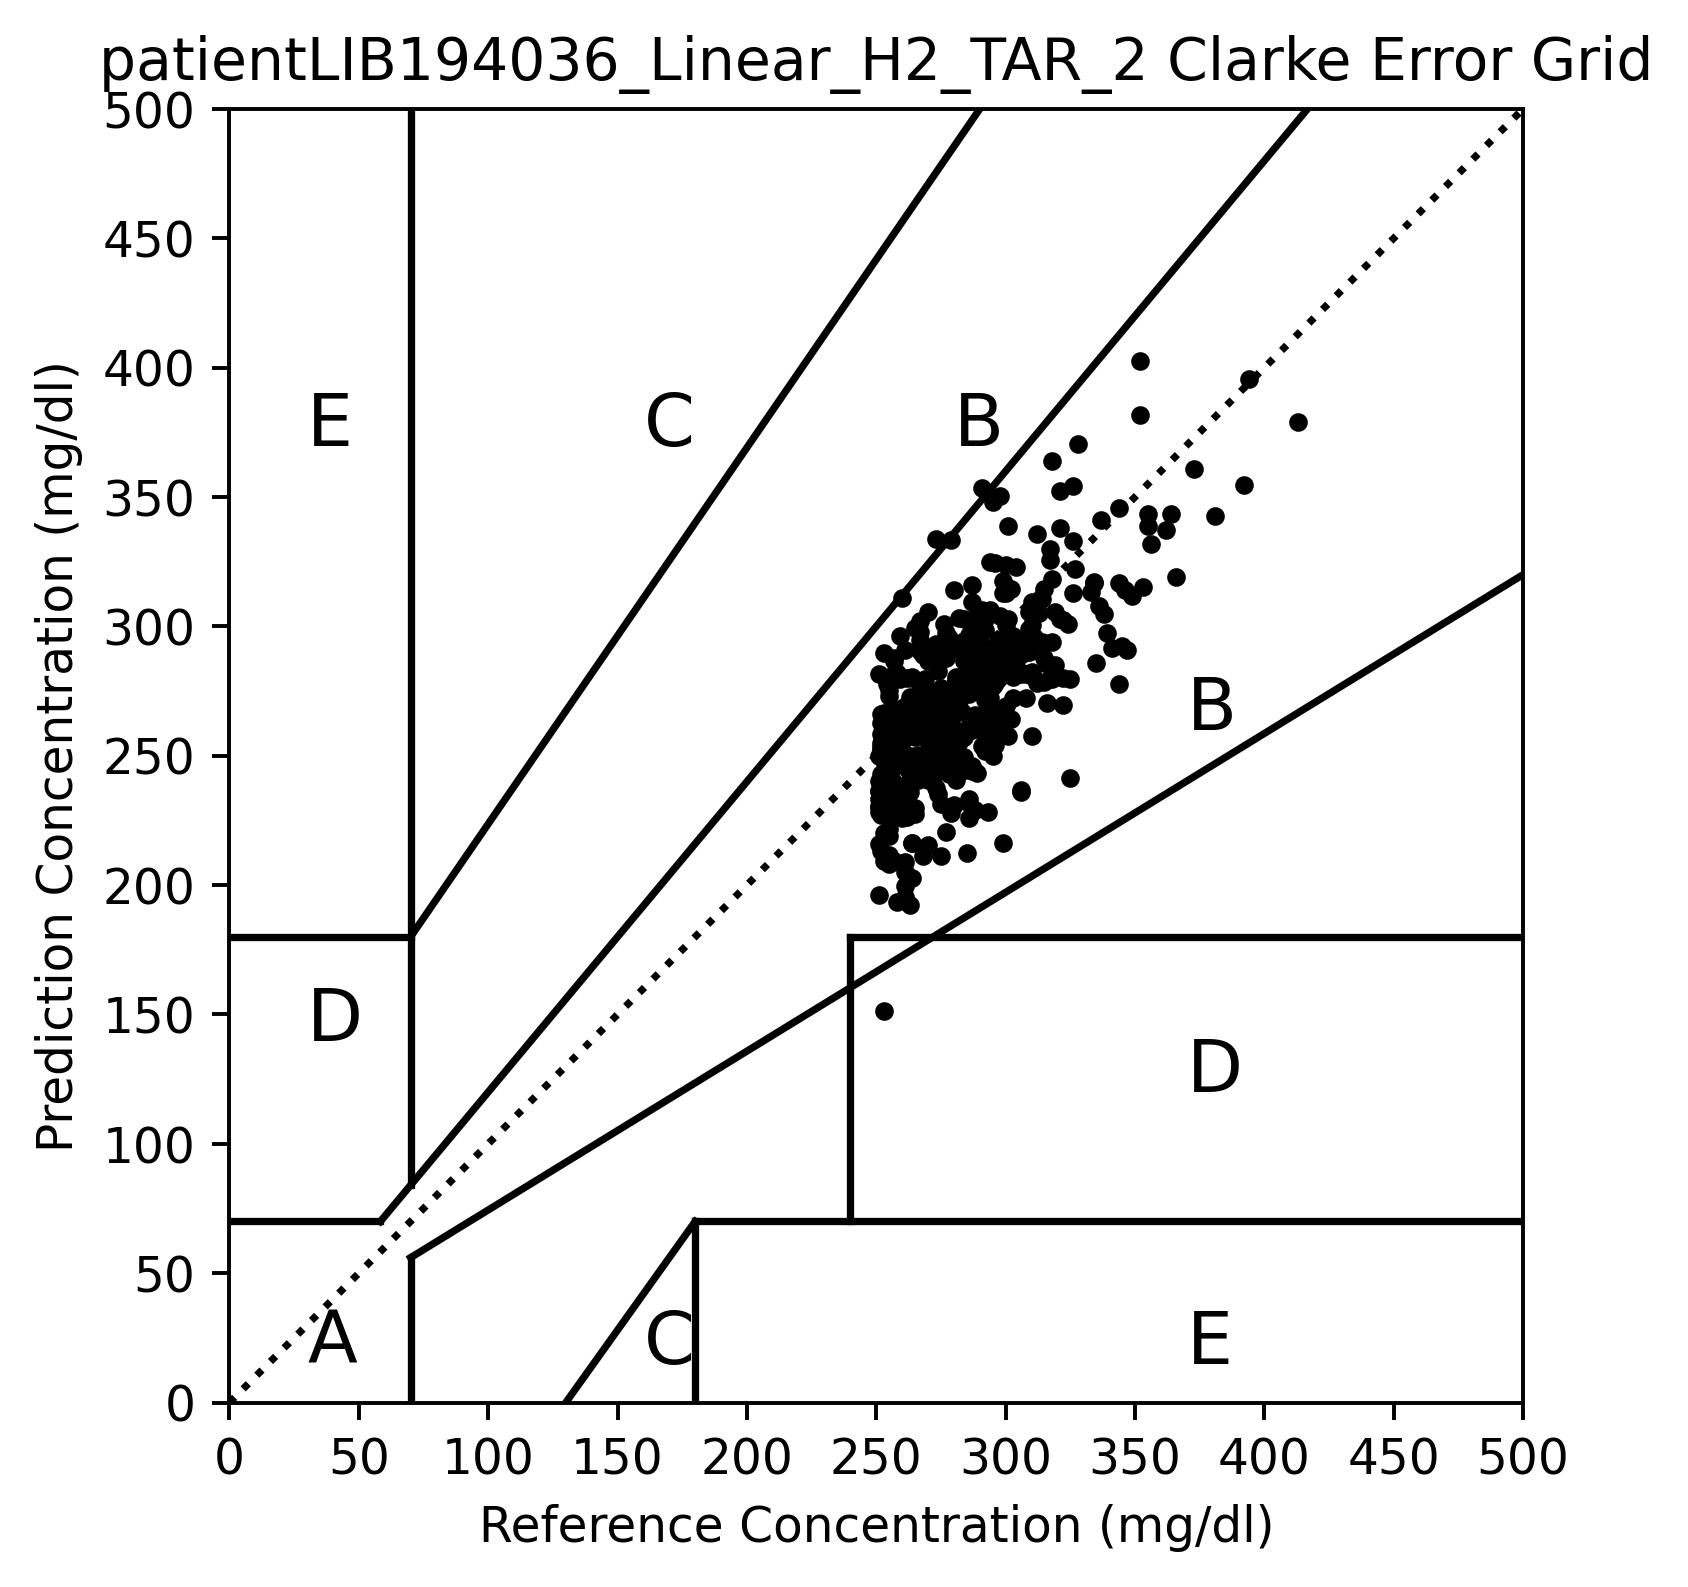 patientLIB194036_Linear_H2_TAR_2 Clarke Error Grid
500
450
400
350
300
250
200
150
100
50
0
Prediction Concentration (mg/dl)
E
C
B
B
D
D
A
C
E
0 50 100 150 200 250 300 350 400 450 500
Reference Concentration (mg/dl)